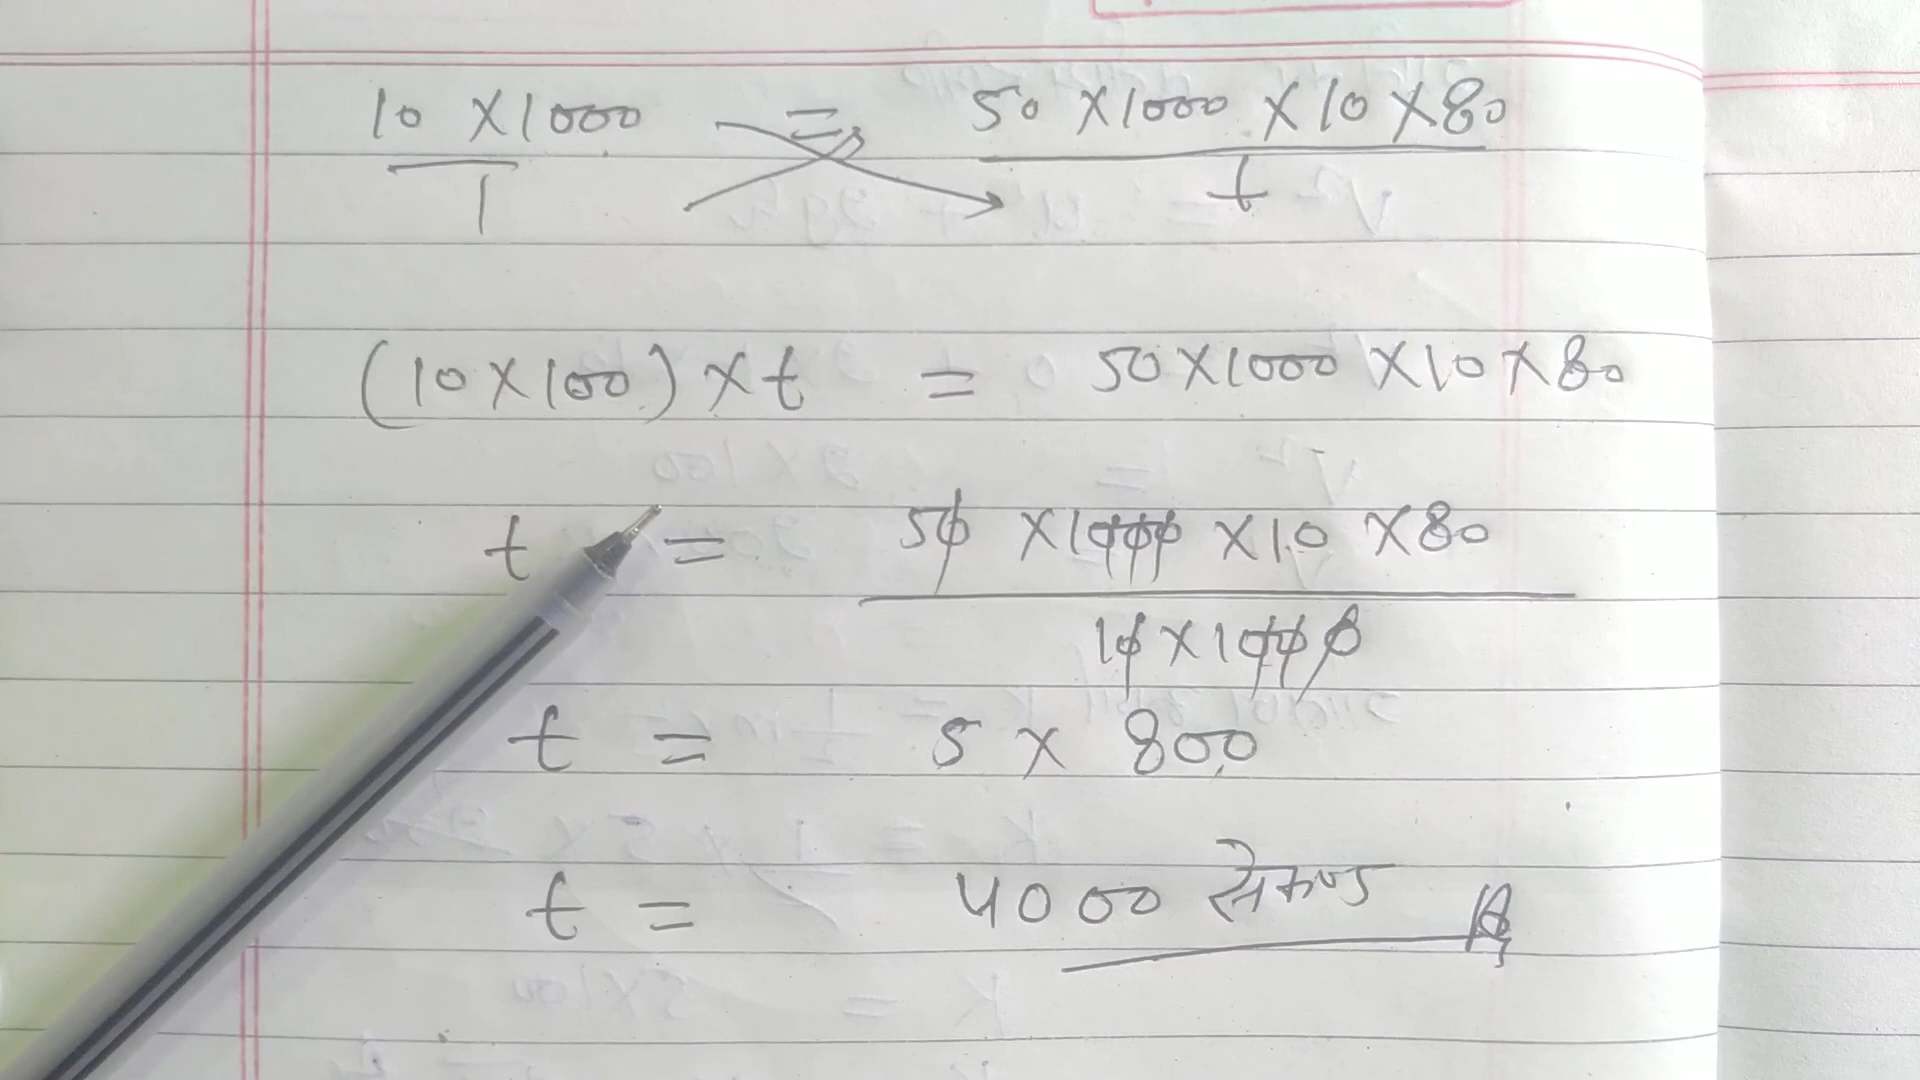 10 × 1000 / 1 = 50 × 1000 × 10 × 80 / t
(10 × 100) × t = 50 × 1000 × 10 × 80
t = 50 × 1000 × 10 × 80 / 10 × 1000
t = 5 × 800
t = 4000 सेकण्ड